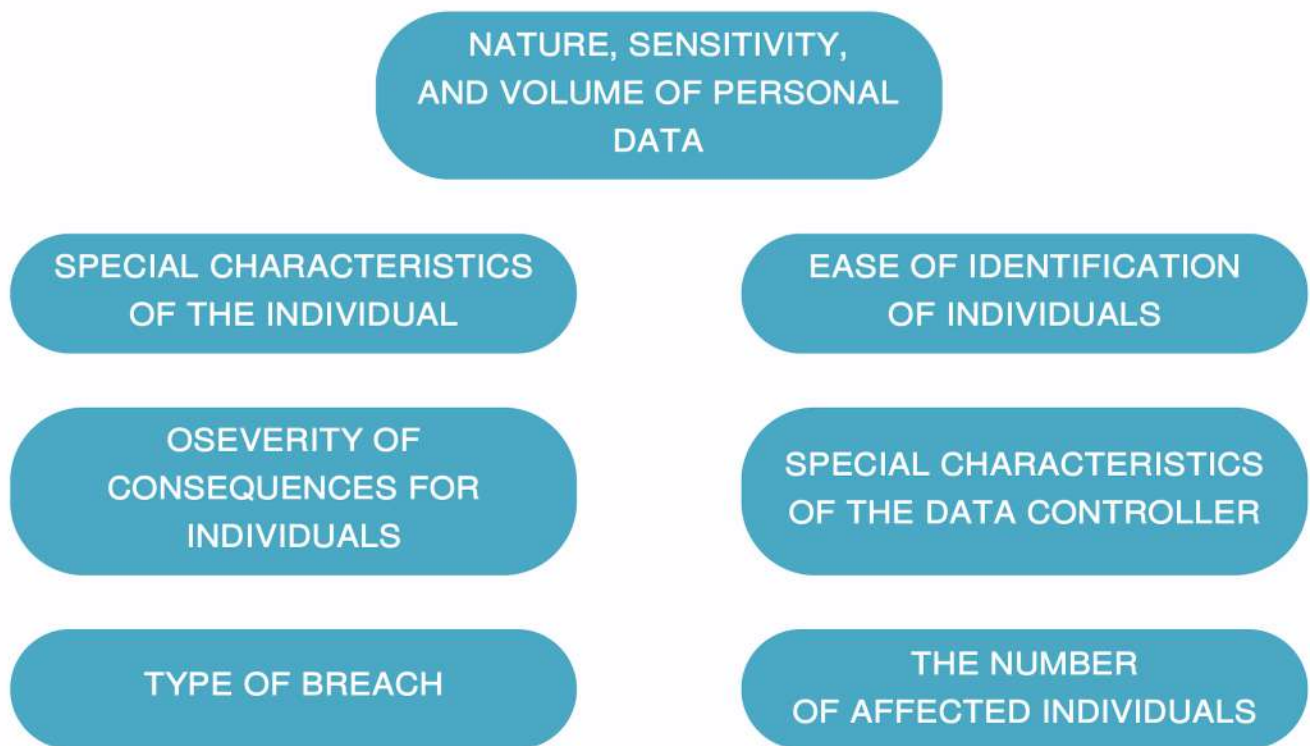 NATURE, SENSITIVITY,
AND VOLUME OF PERSONAL
DATA
SPECIAL CHARACTERISTICS
OF THE INDIVIDUAL
EASE OF IDENTIFICATION
OF INDIVIDUALS
OSEVERITY OF
CONSEQUENCES FOR
INDIVIDUALS
SPECIAL CHARACTERISTICS
OF THE DATA CONTROLLER
TYPE OF BREACH
THE NUMBER
OF AFFECTED INDIVIDUALS